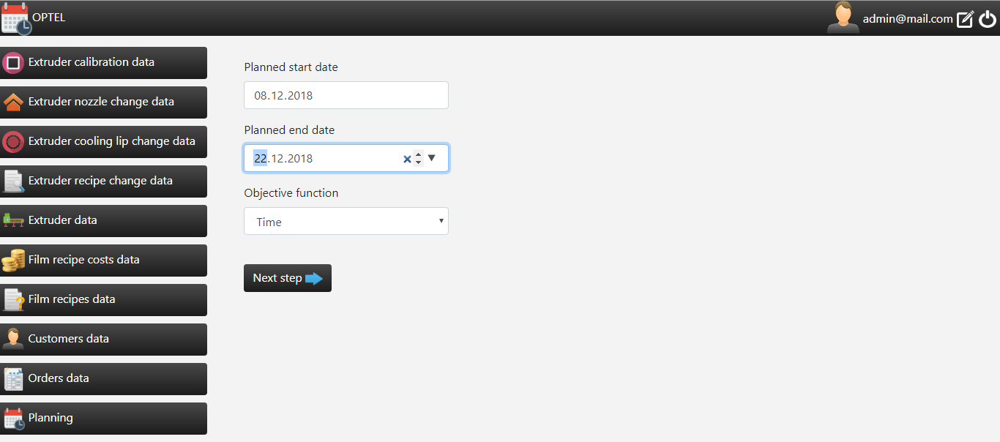 OPTEL
admin@mail.com
Extruder calibration data
Extruder nozzle change data
Extruder cooling lip change data
Extruder recipe change data
Extruder data
Film recipe costs data
Film recipes data
Customers data
Orders data
Planning
Planned start date
08.12.2018
Planned end date
22.12.2018
Objective function
Time
Next step